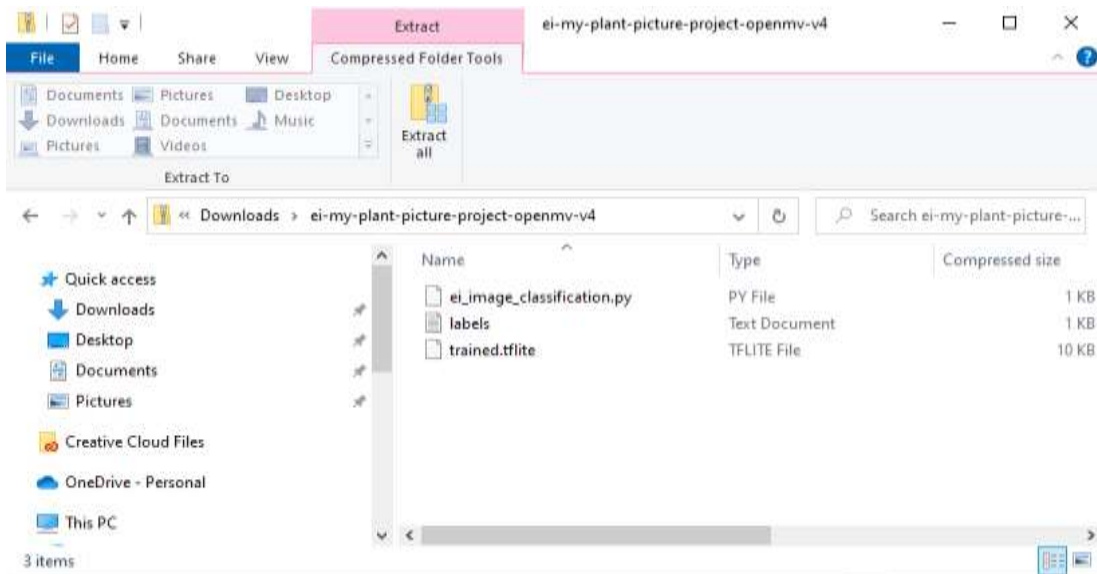 Extract
ei-my-plant-picture-project-openmv-v4
File Home Share View Compressed Folder Tools
Documents Pictures Desktop
Downloads Documents Music
Pictures Videos
Extract To
Extract
all
« Downloads › ei-my-plant-picture-project-openmv-v4
Search ei-my-plant-picture-...
Quick access
Downloads
Desktop
Documents
Pictures
Creative Cloud Files
OneDrive - Personal
This PC
Name Type Compressed size
ei_image_classification.py PY File 1 KB
labels Text Document 1 KB
trained.tflite TFLITE File 10 KB
3 items